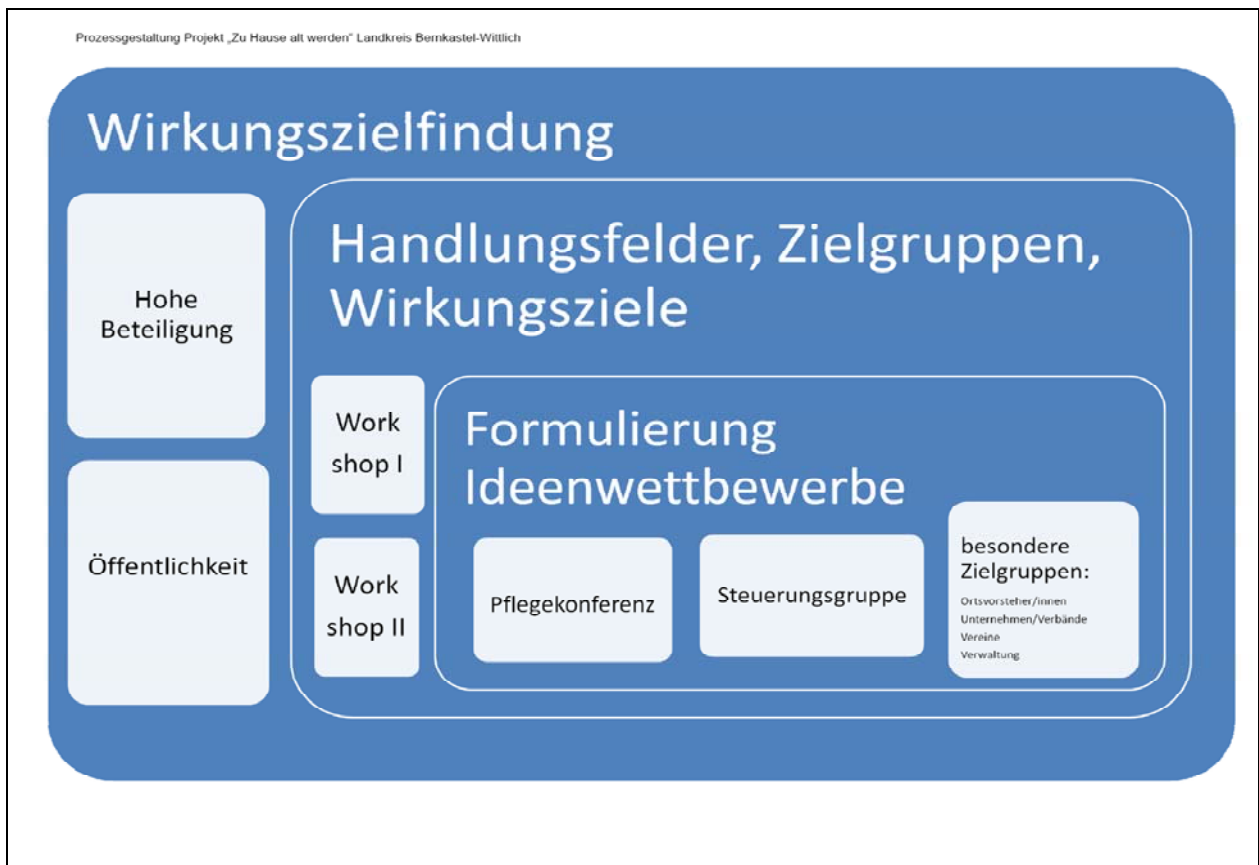 Prozessgestaltung Projekt „Zu Hause alt werden“ Landkreis Bernkastel-Wittlich
Wirkungszielfindung
Hohe
Beteiligung
Öffentlichkeit
Handlungsfelder, Zielgruppen,
Wirkungsziele
Work
shop I
Work
shop II
Formulierung
Ideenwettbewerbe
Pflegekonferenz
Steuerungsgruppe
besondere
Zielgruppen:
Ortsvorsteher/innen
Unternehmen/Verbände
Vereine
Verwaltung